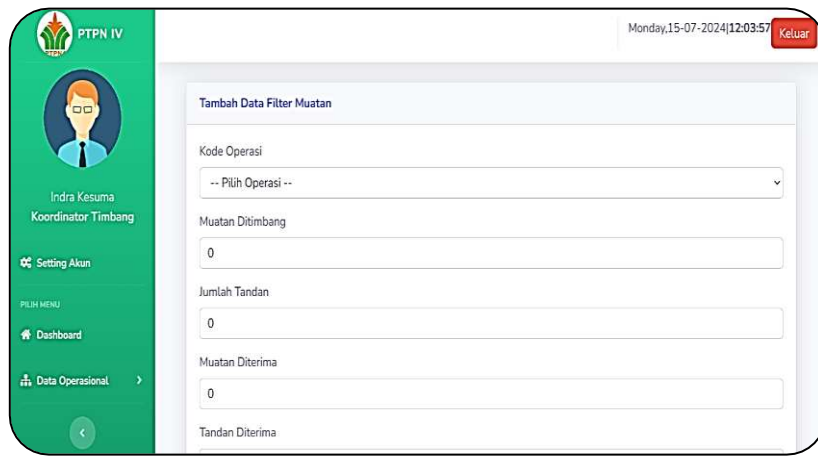 PTPN IV
PTPN
Monday,15-07-2024|12:03:57
Keluar
Indra Kesuma
Koordinator Timbang
Setting Akun
PILIH MENU
Dashboard
Data Operasional
Tambah Data Filter Muatan
Kode Operasi
-- Pilih Operasi --
Muatan Ditimbang
0
Jumlah Tandan
0
Muatan Diterima
0
Tandan Diterima